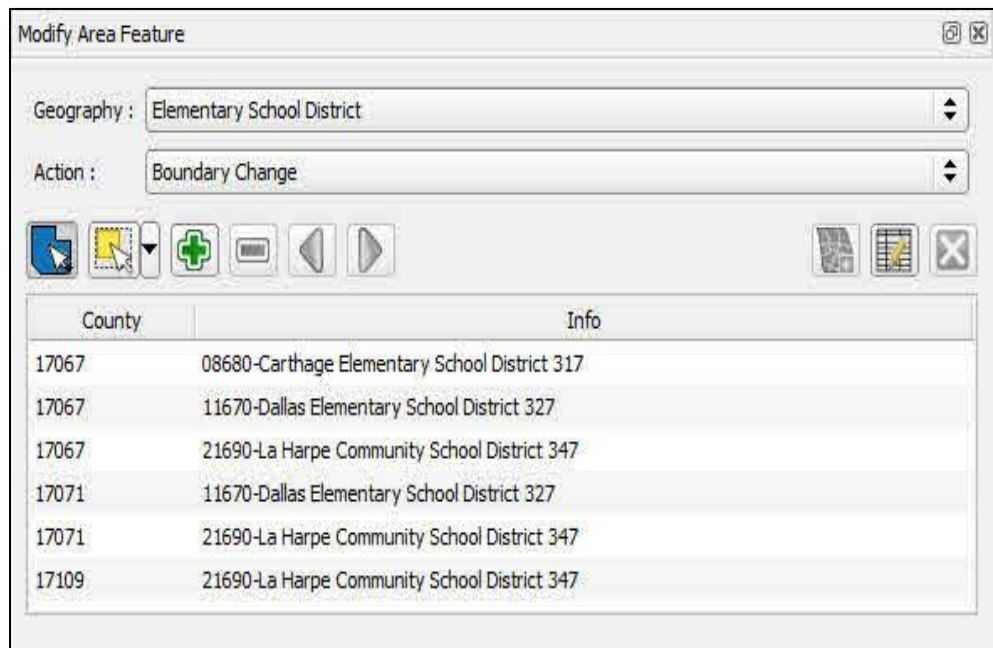 Modify Area Feature
Geography : Elementary School District
Action : Boundary Change
County Info
17067 08680-Carthage Elementary School District 317
17067 11670-Dallas Elementary School District 327
17067 21690-La Harpe Community School District 347
17071 11670-Dallas Elementary School District 327
17071 21690-La Harpe Community School District 347
17109 21690-La Harpe Community School District 347